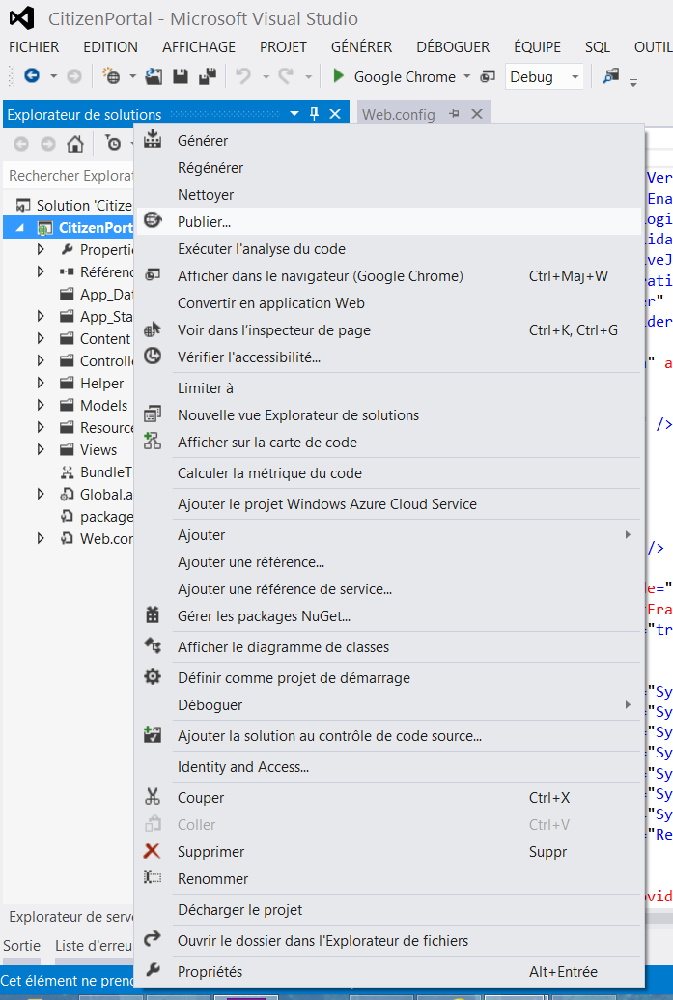 CitizenPortal - Microsoft Visual Studio
FICHIER EDITION AFFICHAGE PROJET GÉNÉRER DÉBOGUER ÉQUIPE SQL OUTIL
Google Chrome Debug
Explorateur de solutions Web.config
Rechercher Explora
Solution 'Citize
CitizenPort
Properti
Référenc
App_Da
App_Sta
Content
Controlle
Helper
Models
Resource
Views
BundleT
Global.a
package
Web.con
Générer
Régénérer
Nettoyer
Publier...
Exécuter l'analyse du code
Afficher dans le navigateur (Google Chrome) Ctrl+Maj+W
Convertir en application Web
Voir dans l'inspecteur de page Ctrl+K, Ctrl+G
Vérifier l'accessibilité...
Limiter à
Nouvelle vue Explorateur de solutions
Afficher sur la carte de code
Calculer la métrique du code
Ajouter le projet Windows Azure Cloud Service
Ajouter
Ajouter une référence...
Ajouter une référence de service...
Gérer les packages NuGet...
Afficher le diagramme de classes
Définir comme projet de démarrage
Déboguer
Ajouter la solution au contrôle de code source...
Identity and Access...
Couper Ctrl+X
Coller Ctrl+V
Supprimer Suppr
Renommer
Décharger le projet
Ouvrir le dossier dans l'Explorateur de fichiers
Propriétés Alt+Entrée
Ver
Ena
ogi
ida
veJ
rati
er"
der
" a
/>
/>
de="
tFra
="tr
="Sy
="Sy
="Sy
="Sy
="Sy
="Sy
="Sy
="Re
ovid
Explorateur de serv
Sortie Liste d'erreu
Cet élément ne prend